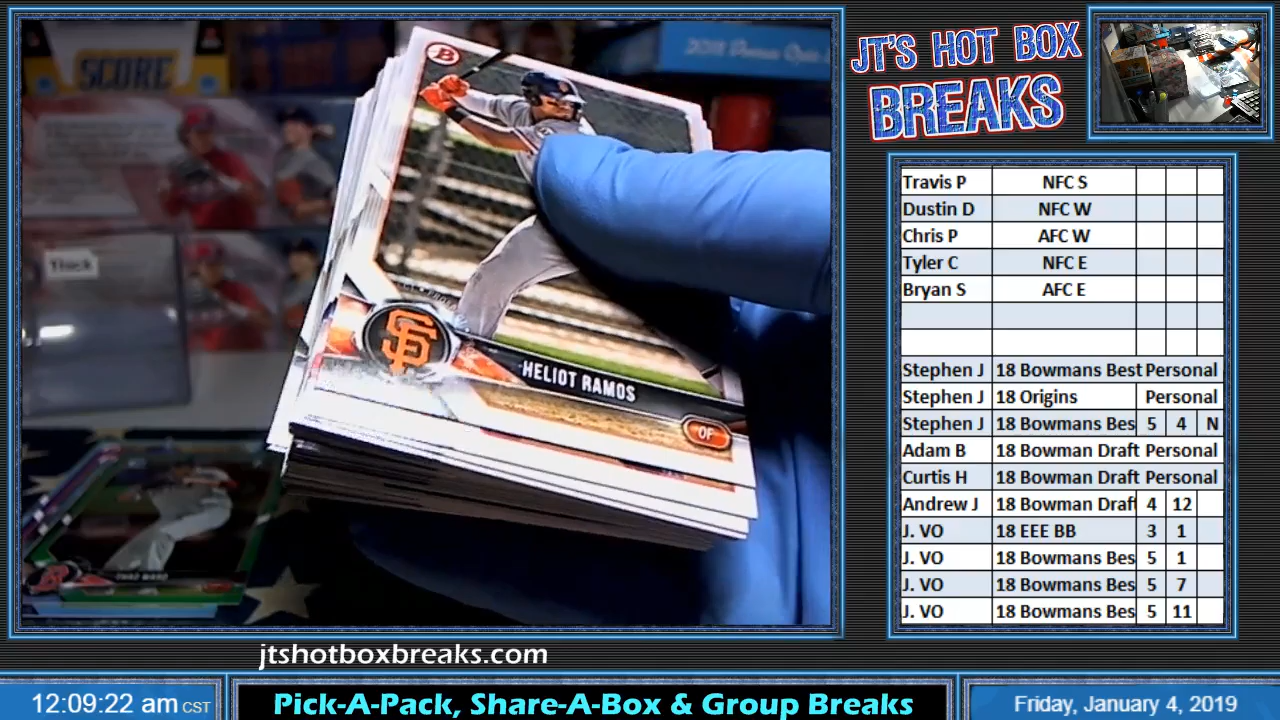 SCORE
B
SF
HELIOT RAMOS
OF
JT'S HOT BOX
BREAKS
Travis P NFC S
Dustin D NFC W
Chris P AFC W
Tyler C NFC E
Bryan S AFC E
Stephen J 18 Bowmans Best Personal
Stephen J 18 Origins Personal
Stephen J 18 Bowmans Bes 5 4 N
Adam B 18 Bowman Draft Personal
Curtis H 18 Bowman Draft Personal
Andrew J 18 Bowman Draft 4 12
J. VO 18 EEE BB 3 1
J. VO 18 Bowmans Bes 5 1
J. VO 18 Bowmans Bes 5 7
J. VO 18 Bowmans Bes 5 11
jtshotboxbreaks.com
12:09:22 am CST
Pick-A-Pack, Share-A-Box & Group Breaks
Friday, January 4, 2019